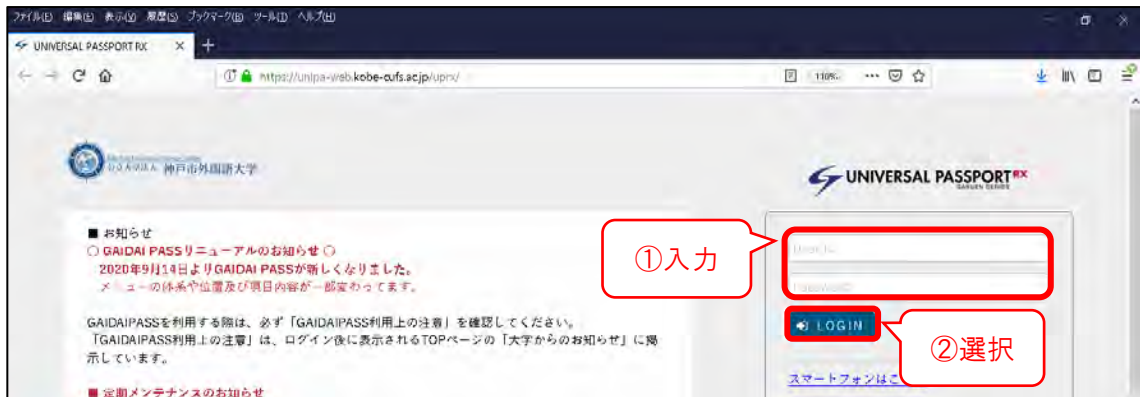 ファイル(E) 編集(E) 表示(V) 履歴(S) ブックマーク(B) ツール(T) ヘルプ(H)
UNIVERSAL PASSPORT RX × +
https://unipa-web.kobe-cufs.ac.jp/uprx/ 110% …
神戸市外国語大学
UNIVERSAL PASSPORT RX
GAKUEN SERIES
■ お知らせ
○ GAIDAI PASSリニューアルのお知らせ ○
2020年9月14日よりGAIDAI PASSが新しくなりました。
メニューの体系や位置及び項目内容が一部変わってます。
GAIDAIPASSを利用する際は、必ず「GAIDAIPASS利用上の注意」を確認してください。
「GAIDAIPASS利用上の注意」は、ログイン後に表示されるTOPページの「大学からのお知らせ」に掲
示しています。
■ 定期メンテナンスのお知らせ
①入力
User ID
Password
LOGIN
②選択
スマートフォンはこ